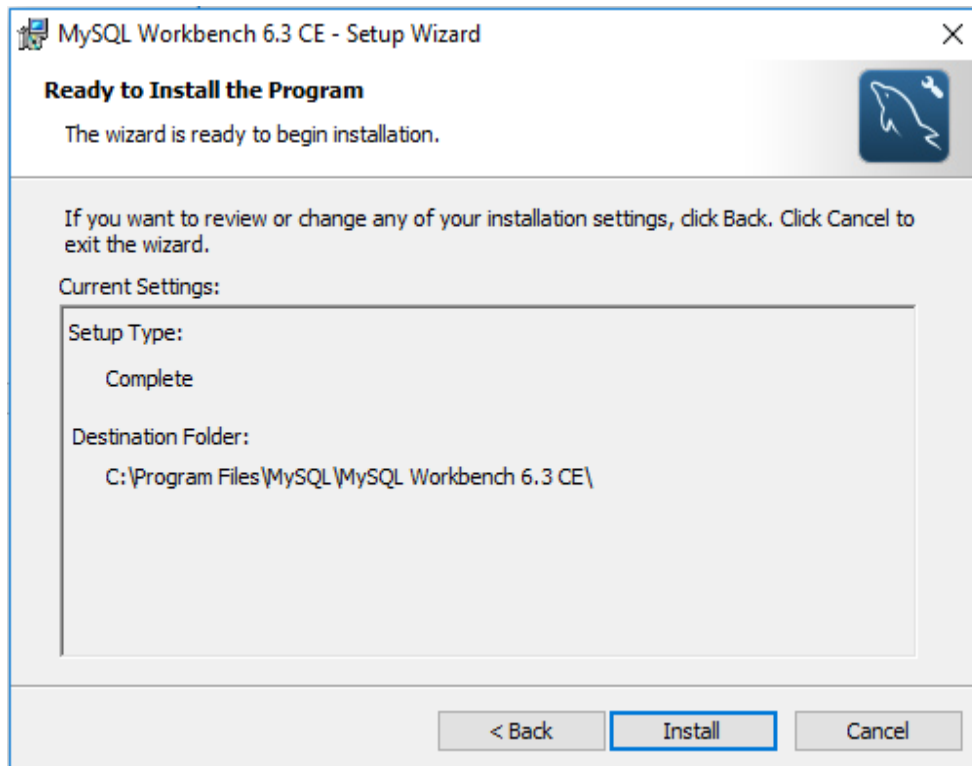 MySQL Workbench 6.3 CE - Setup Wizard
Ready to Install the Program
The wizard is ready to begin installation.
If you want to review or change any of your installation settings, click Back. Click Cancel to
exit the wizard.
Current Settings:
Setup Type:
Complete
Destination Folder:
C:\Program Files\MySQL\MySQL Workbench 6.3 CE\
< Back
Install
Cancel